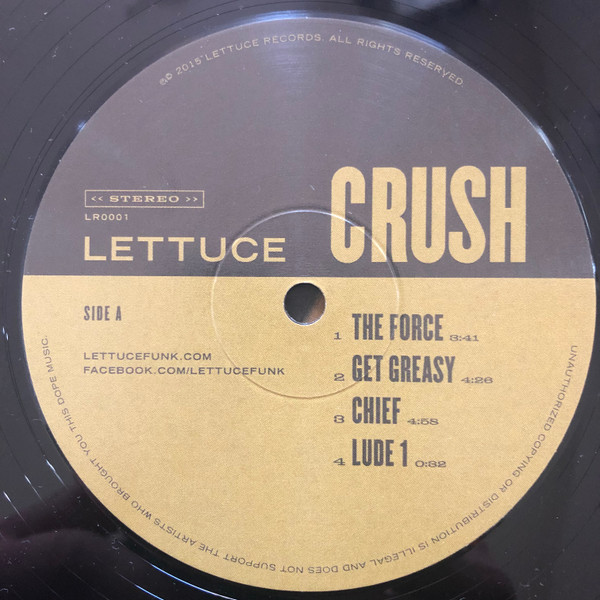 ℗© 2015 LETTUCE RECORDS. ALL RIGHTS RESERVED.
<< STEREO >>
LR0001
LETTUCE
CRUSH
SIDE A
LETTUCEFUNK.COM
FACEBOOK.COM/LETTUCEFUNK
1 THE FORCE 3:41
2 GET GREASY 4:26
3 CHIEF 4:58
4 LUDE 1 0:32
UNAUTHORIZED COPYING OR DISTRIBUTION IS ILLEGAL AND DOES NOT SUPPORT THE ARTISTS WHO BROUGHT YOU THIS DOPE MUSIC.